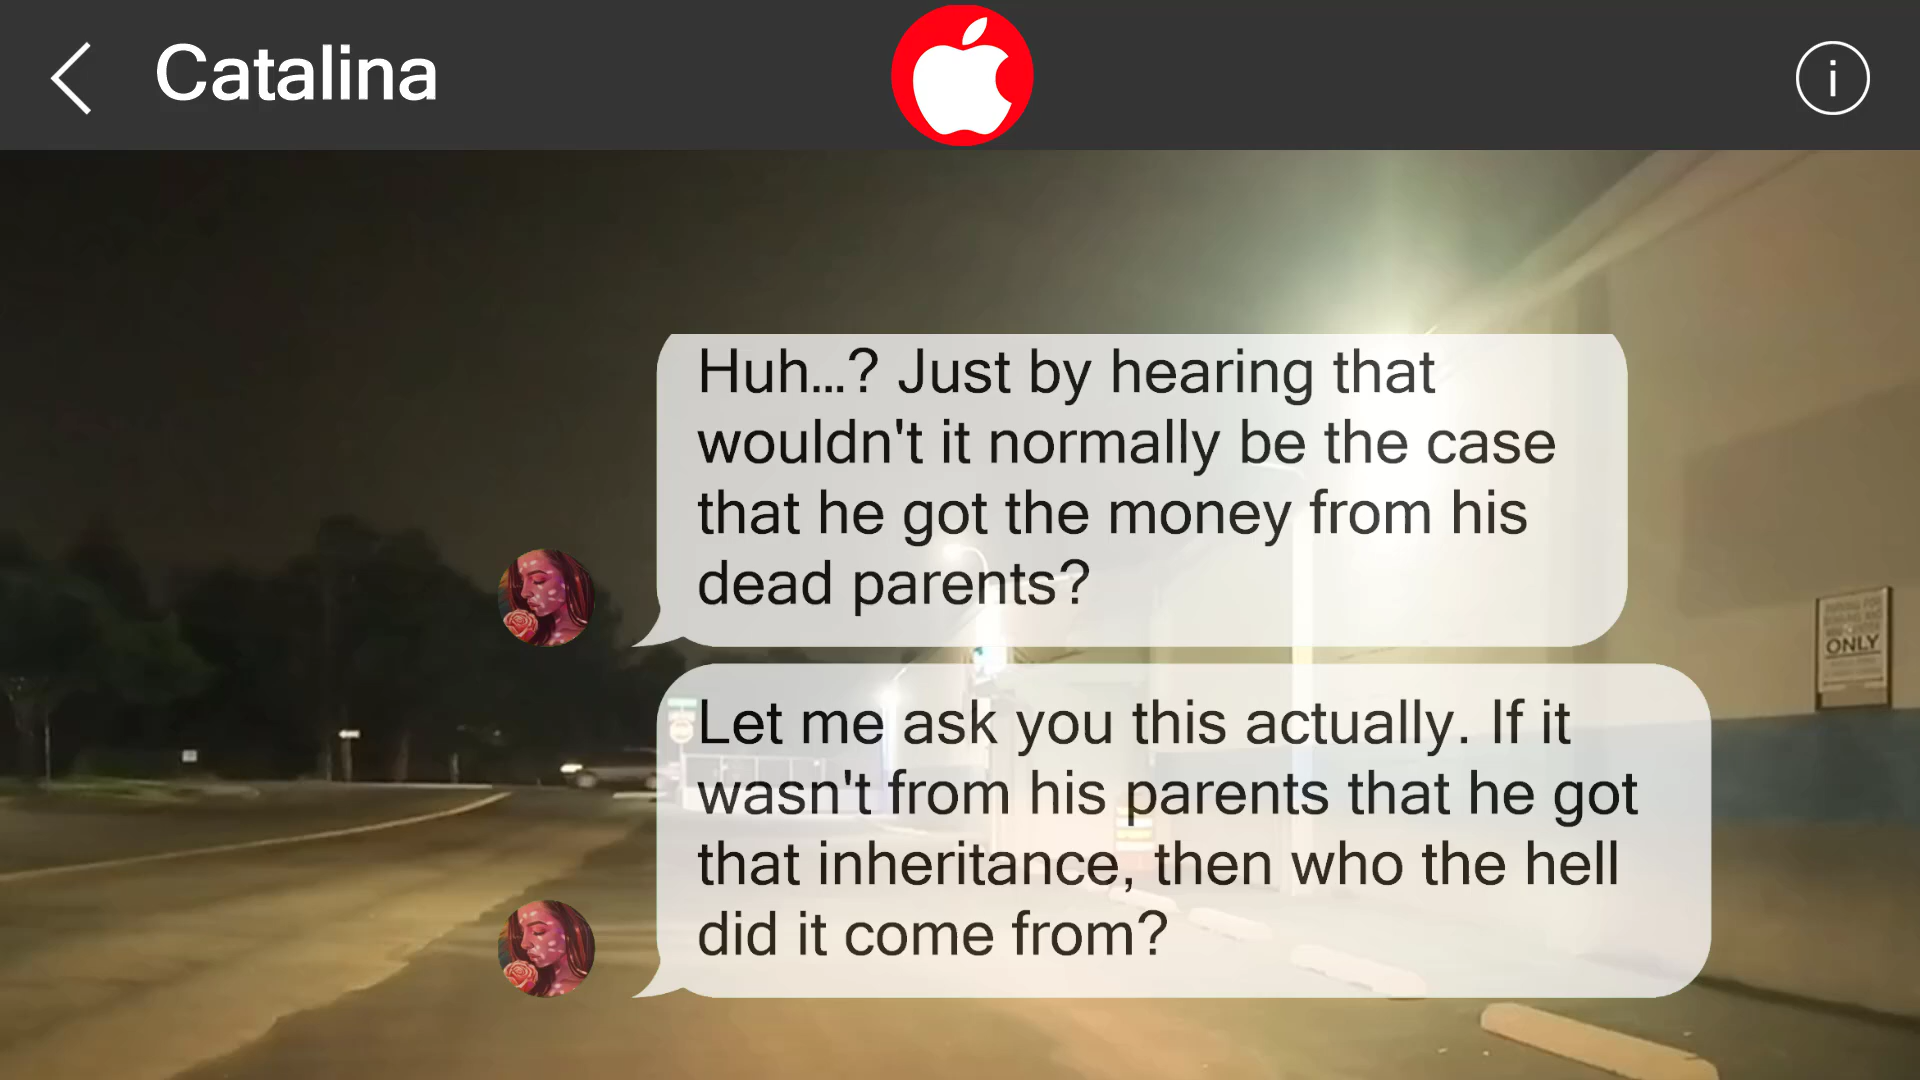 Catalina
i
Huh...? Just by hearing that
wouldn't it normally be the case
that he got the money from his
dead parents?
Let me ask you this actually. If it
wasn't from his parents that he got
that inheritance, then who the hell
did it come from?
ONLY